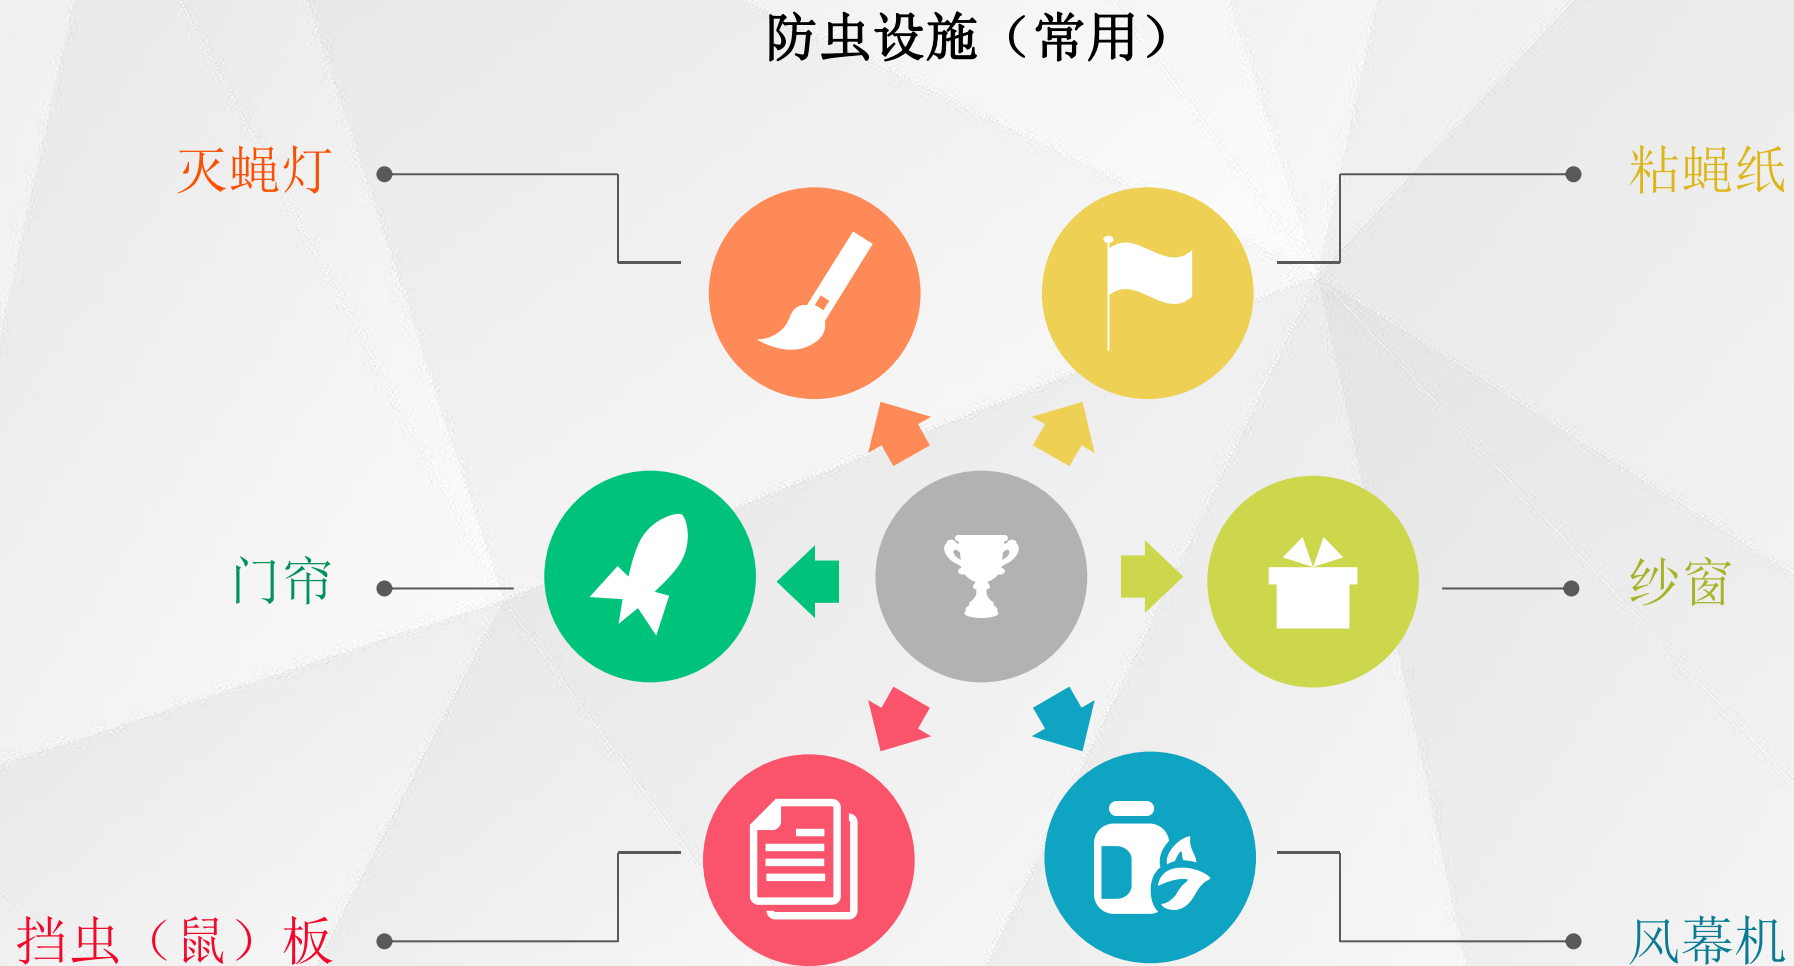 防虫设施（常用）
灭蝇灯
粘蝇纸
门帘
纱窗
挡虫（鼠）板
风幕机